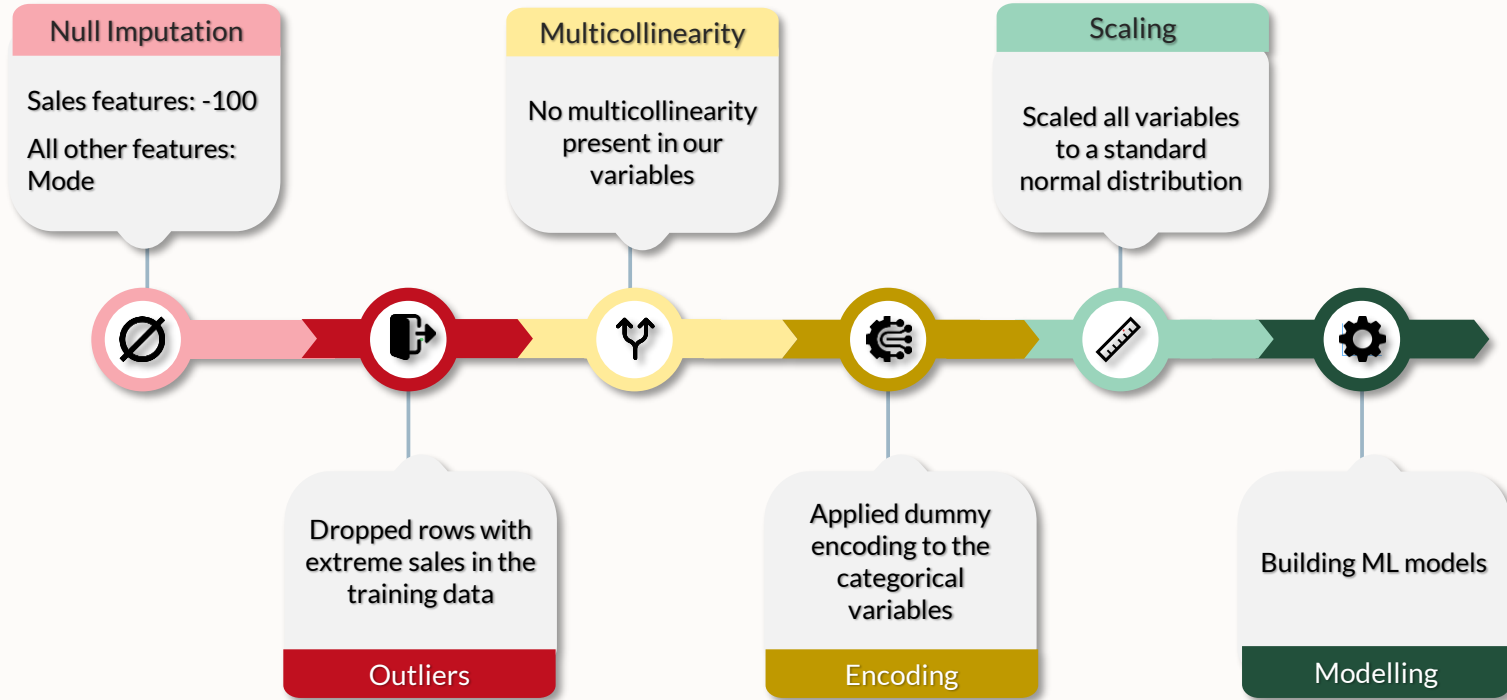 Null Imputation
Sales features: -100
All other features:
Mode
Multicollinearity
No multicollinearity
present in our
variables
Scaling
Scaled all variables
to a standard
normal distribution
Dropped rows with
extreme sales in the
training data
Outliers
Applied dummy
encoding to the
categorical
variables
Encoding
Building ML models
Modelling